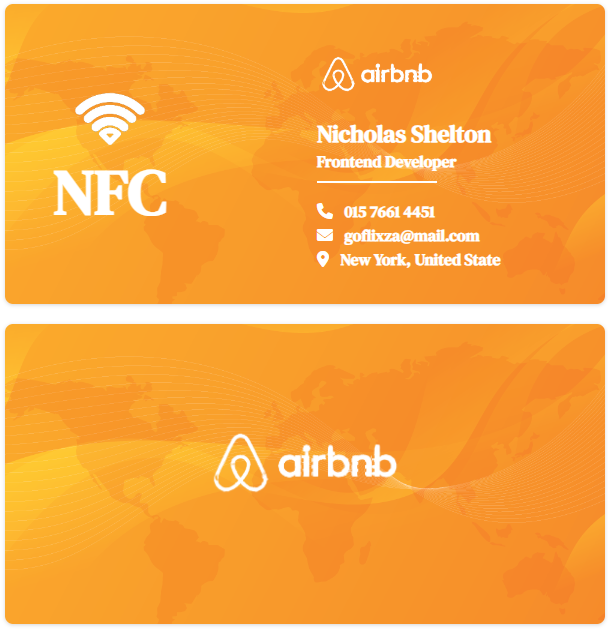 NFC
airbnb
Nicholas Shelton
Frontend Developer
015 7661 4451
goflixza@mail.com
New York, United State
airbnb